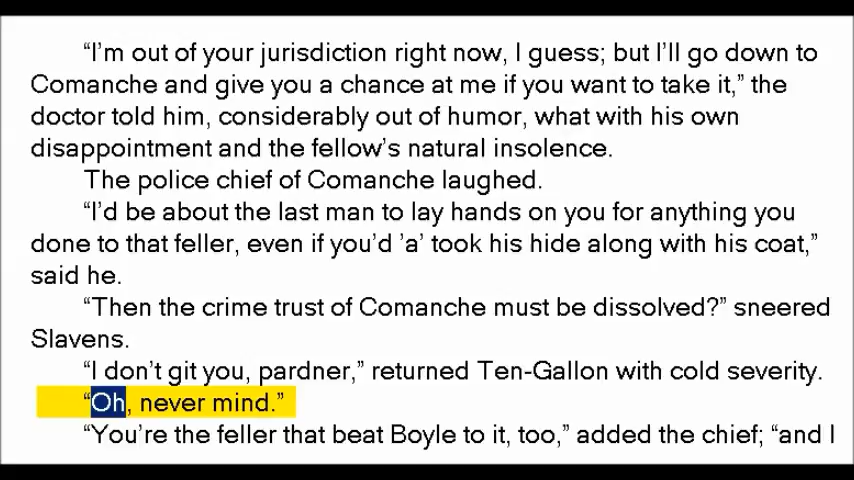 “I’m out of your jurisdiction right now, I guess; but I’ll go down to
Comanche and give you a chance at me if you want to take it,” the
doctor told him, considerably out of humor, what with his own
disappointment and the fellow’s natural insolence.
The police chief of Comanche laughed.
“I’d be about the last man to lay hands on you for anything you
done to that feller, even if you’d ’a’ took his hide along with his coat,”
said he.
“Then the crime trust of Comanche must be dissolved?” sneered
Slavens.
“I don’t git you, pardner,” returned Ten-Gallon with cold severity.
“Oh, never mind.”
“You’re the feller that beat Boyle to it, too,” added the chief; “and I